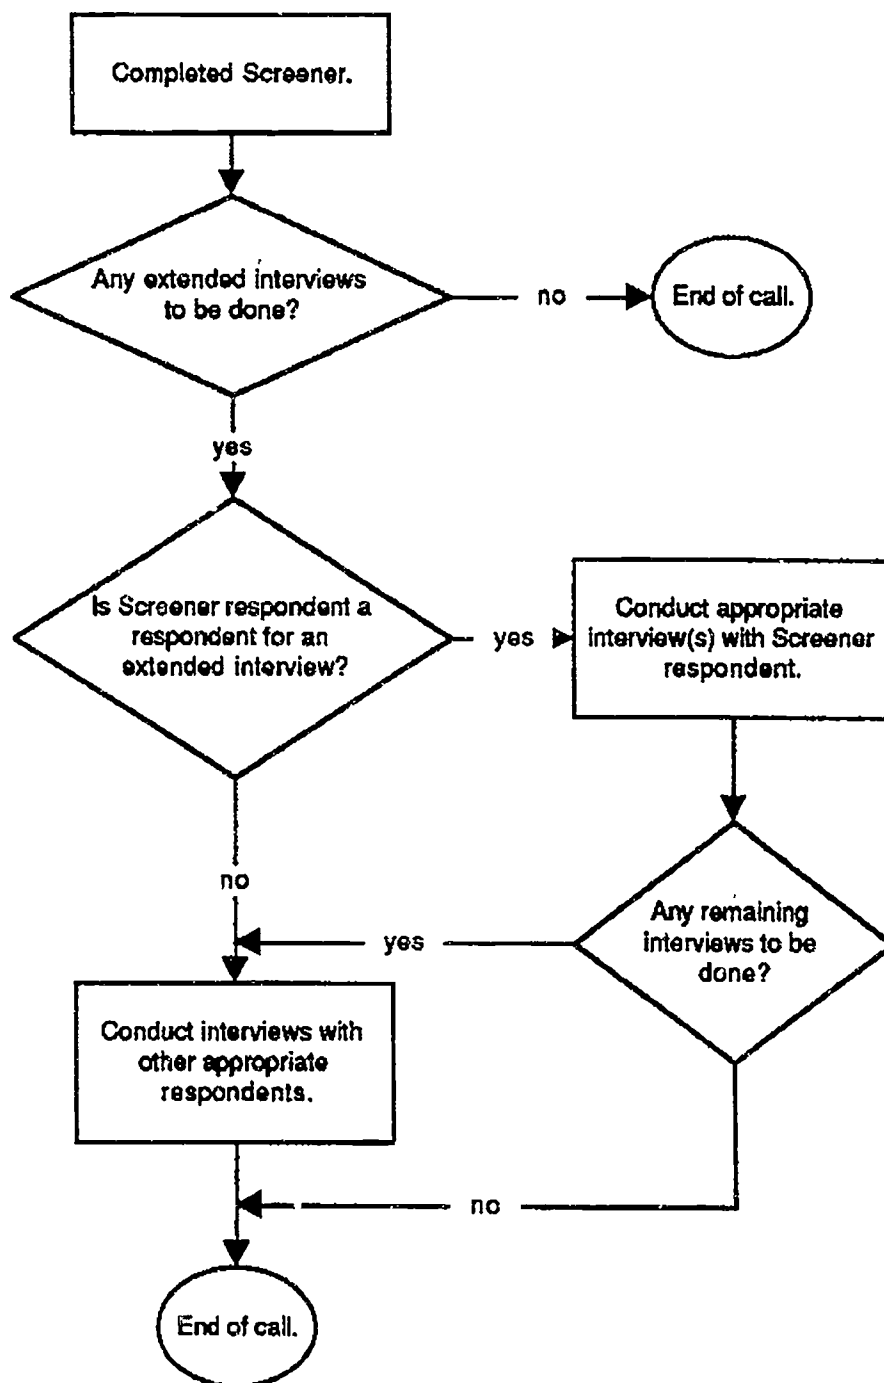 Completed Screener.
Any extended interviews
to be done?
no
End of call.
yes
Is Screener respondent a
respondent for an
extended interview?
yes
Conduct appropriate
interview(s) with Screener
respondent.
no
Any remaining
interviews to be
done?
yes
Conduct interviews with
other appropriate
respondents.
no
End of call.